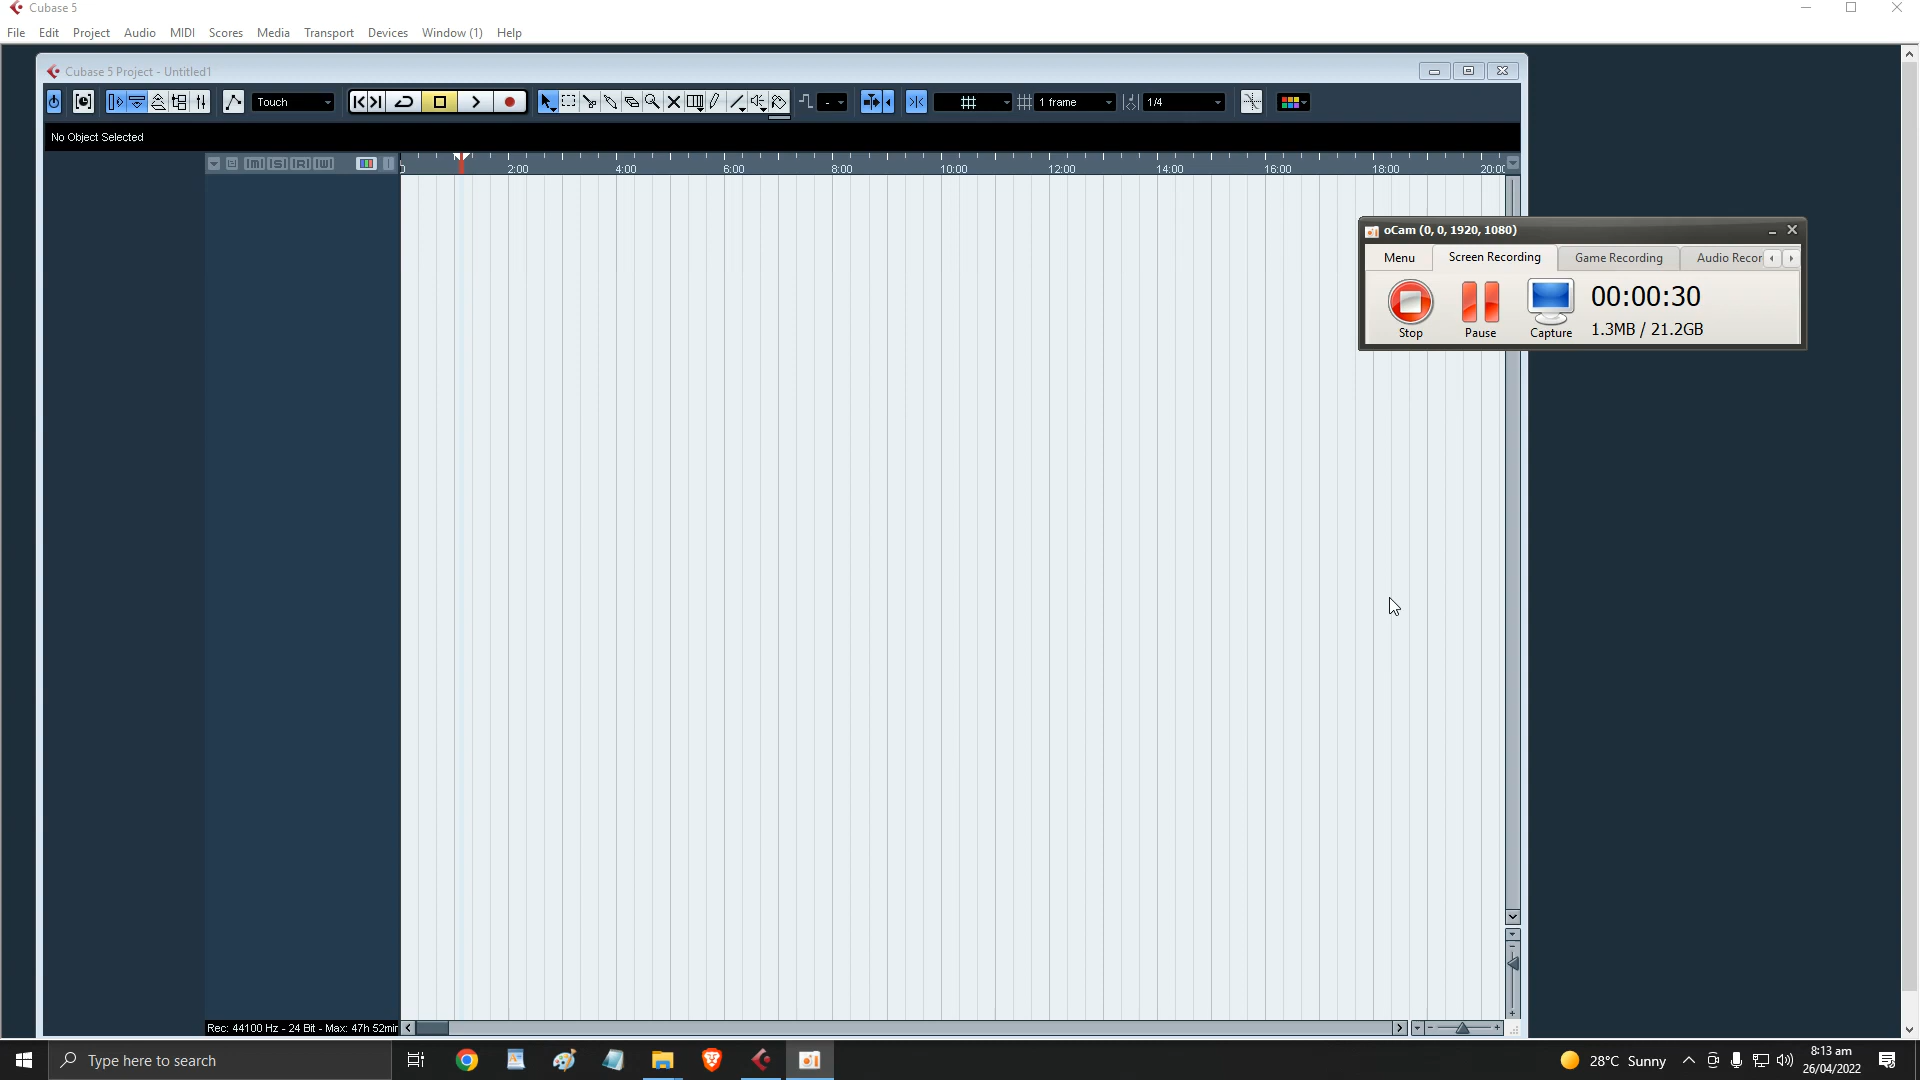 Cubase 5
File Edit Project Audio MIDI Scores Media Transport Devices Window (1) Help
Cubase 5 Project - Untitled1
Touch - 1 frame 1/4
No Object Selected
M S R W
2:00 4:00 6:00 8:00 10:00 12:00 14:00 16:00 18:00
oCam (0, 0, 1920, 1080)
Menu Screen Recording Game Recording Audio Recor
00:00:30
1.3MB / 21.2GB
Stop Pause Capture
Rec: 44100 Hz - 24 Bit - Max: 47h 52mi
Type here to search
28°C Sunny
8:13 am
26/04/2022